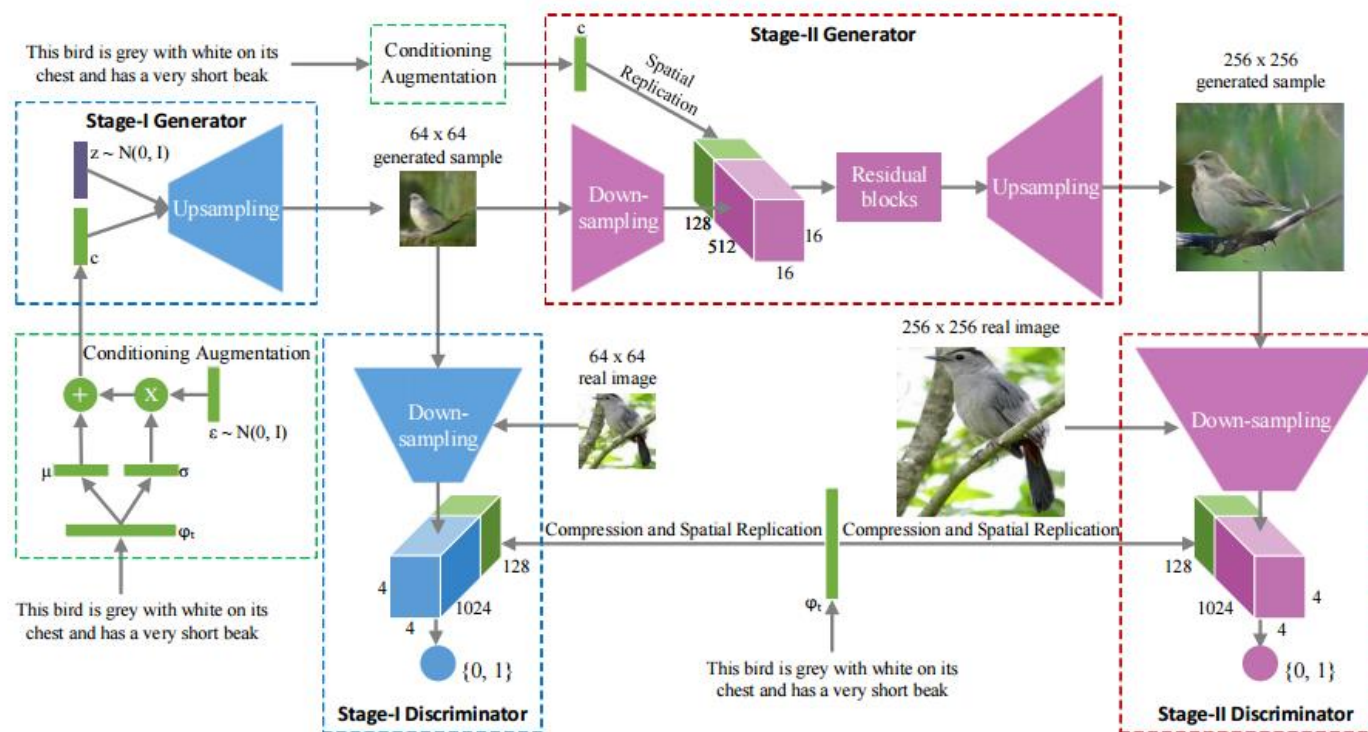 This bird is grey with white on its
chest and has a very short beak
Conditioning
Augmentation
c
Stage-II Generator
Spatial
Replication
256 x 256
generated sample
Stage-I Generator
z ~ N(0, I)
Upsampling
c
64 x 64
generated sample
Down-
sampling
128
512
16
16
Residual
blocks
Upsampling
Conditioning Augmentation
+
X
ε ~ N(0, I)
μ
σ
φt
This bird is grey with white on its
chest and has a very short beak
64 x 64
real image
Down-
sampling
4
4
1024
128
{0, 1}
Stage-I Discriminator
256 x 256 real image
Compression and Spatial Replication
Compression and Spatial Replication
φt
This bird is grey with white on its
chest and has a very short beak
Down-sampling
128
1024
4
4
{0, 1}
Stage-II Discriminator